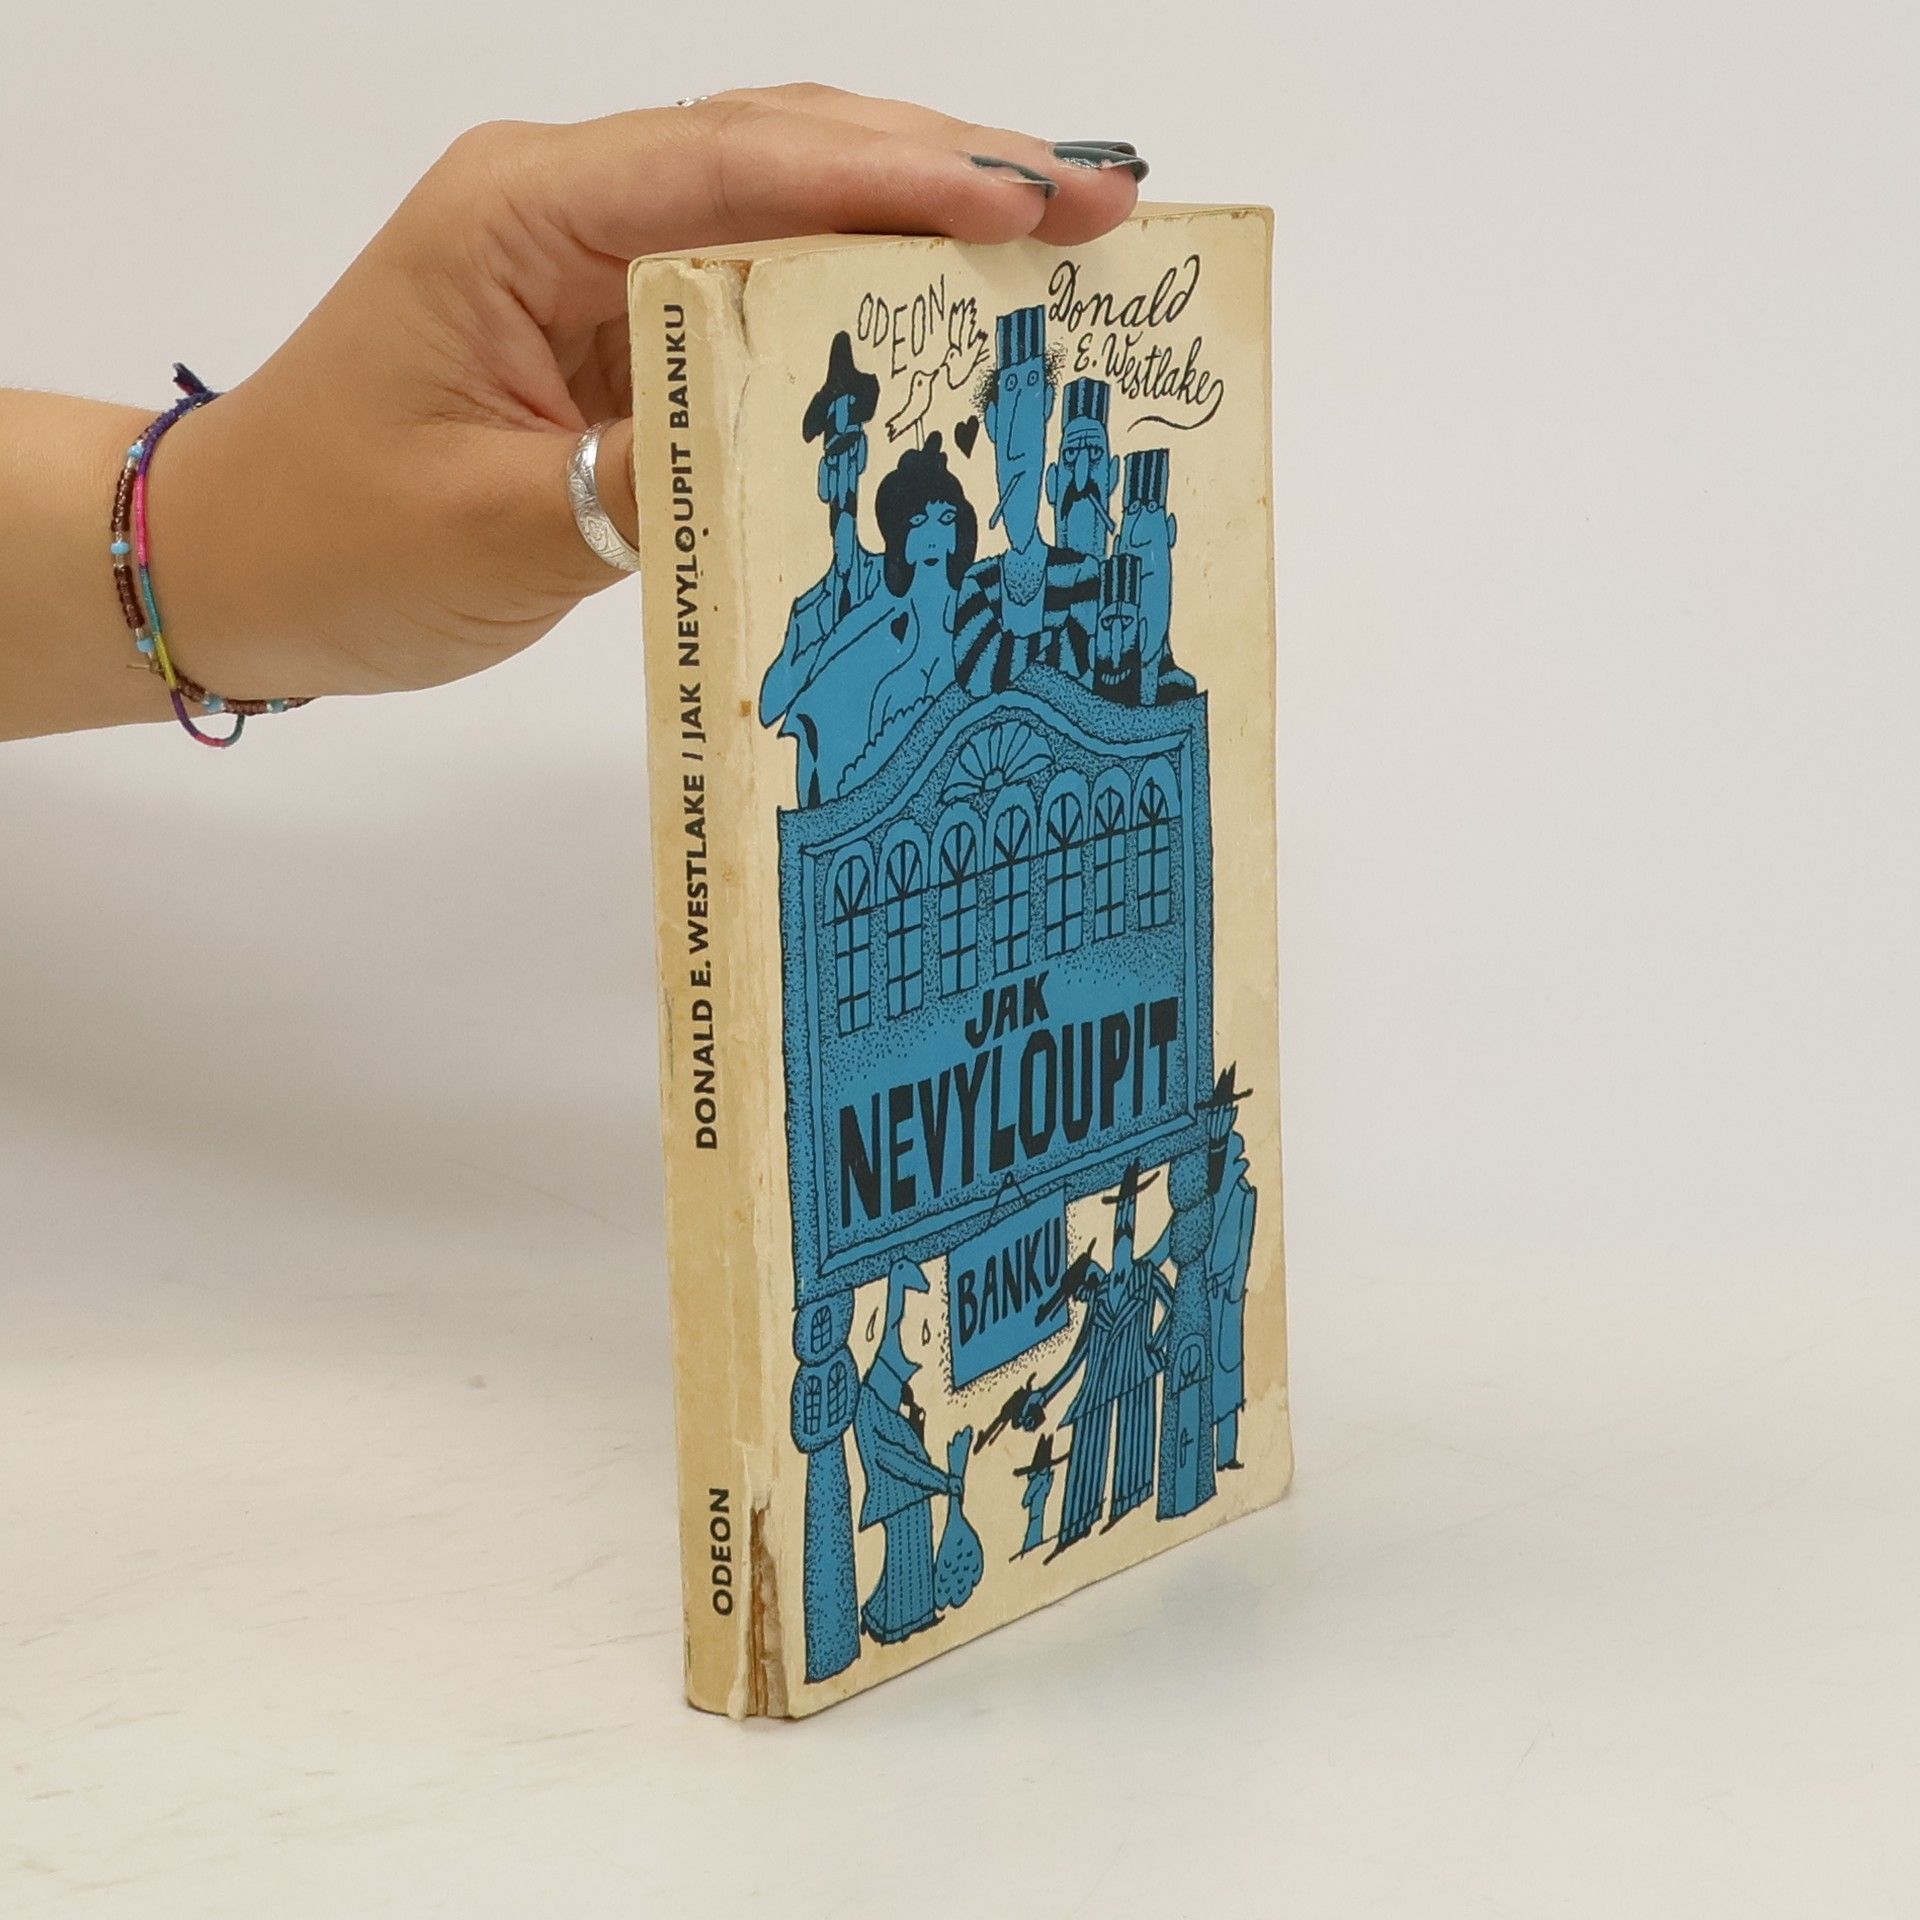 DONALD E. WESTLAKE / JAK NEVYLOUPIT BANKU
ODEON
ODEON
Donald
E. Westlake
JAK
NEVYLOUPIT
BANKU